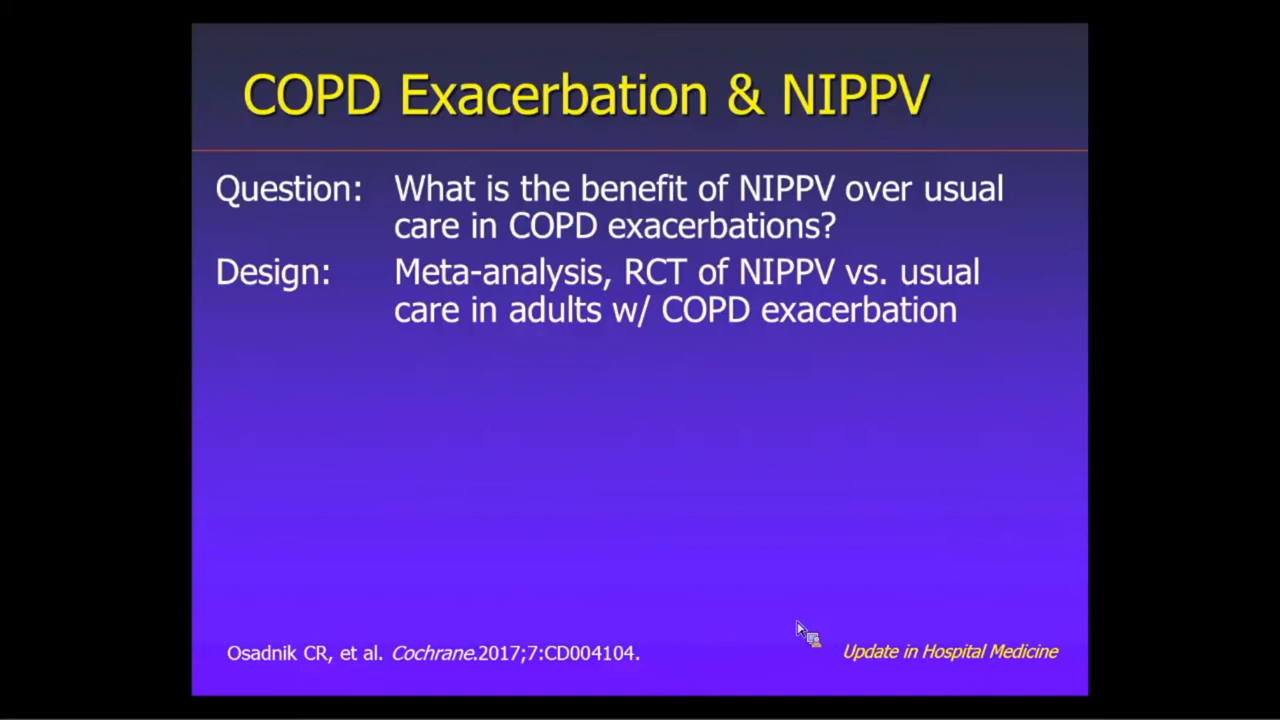 COPD Exacerbation & NIPPV
Question: What is the benefit of NIPPV over usual
care in COPD exacerbations?
Design: Meta-analysis, RCT of NIPPV vs. usual
care in adults w/ COPD exacerbation
Osadnik CR, et al. Cochrane.2017;7:CD004104.
Update in Hospital Medicine